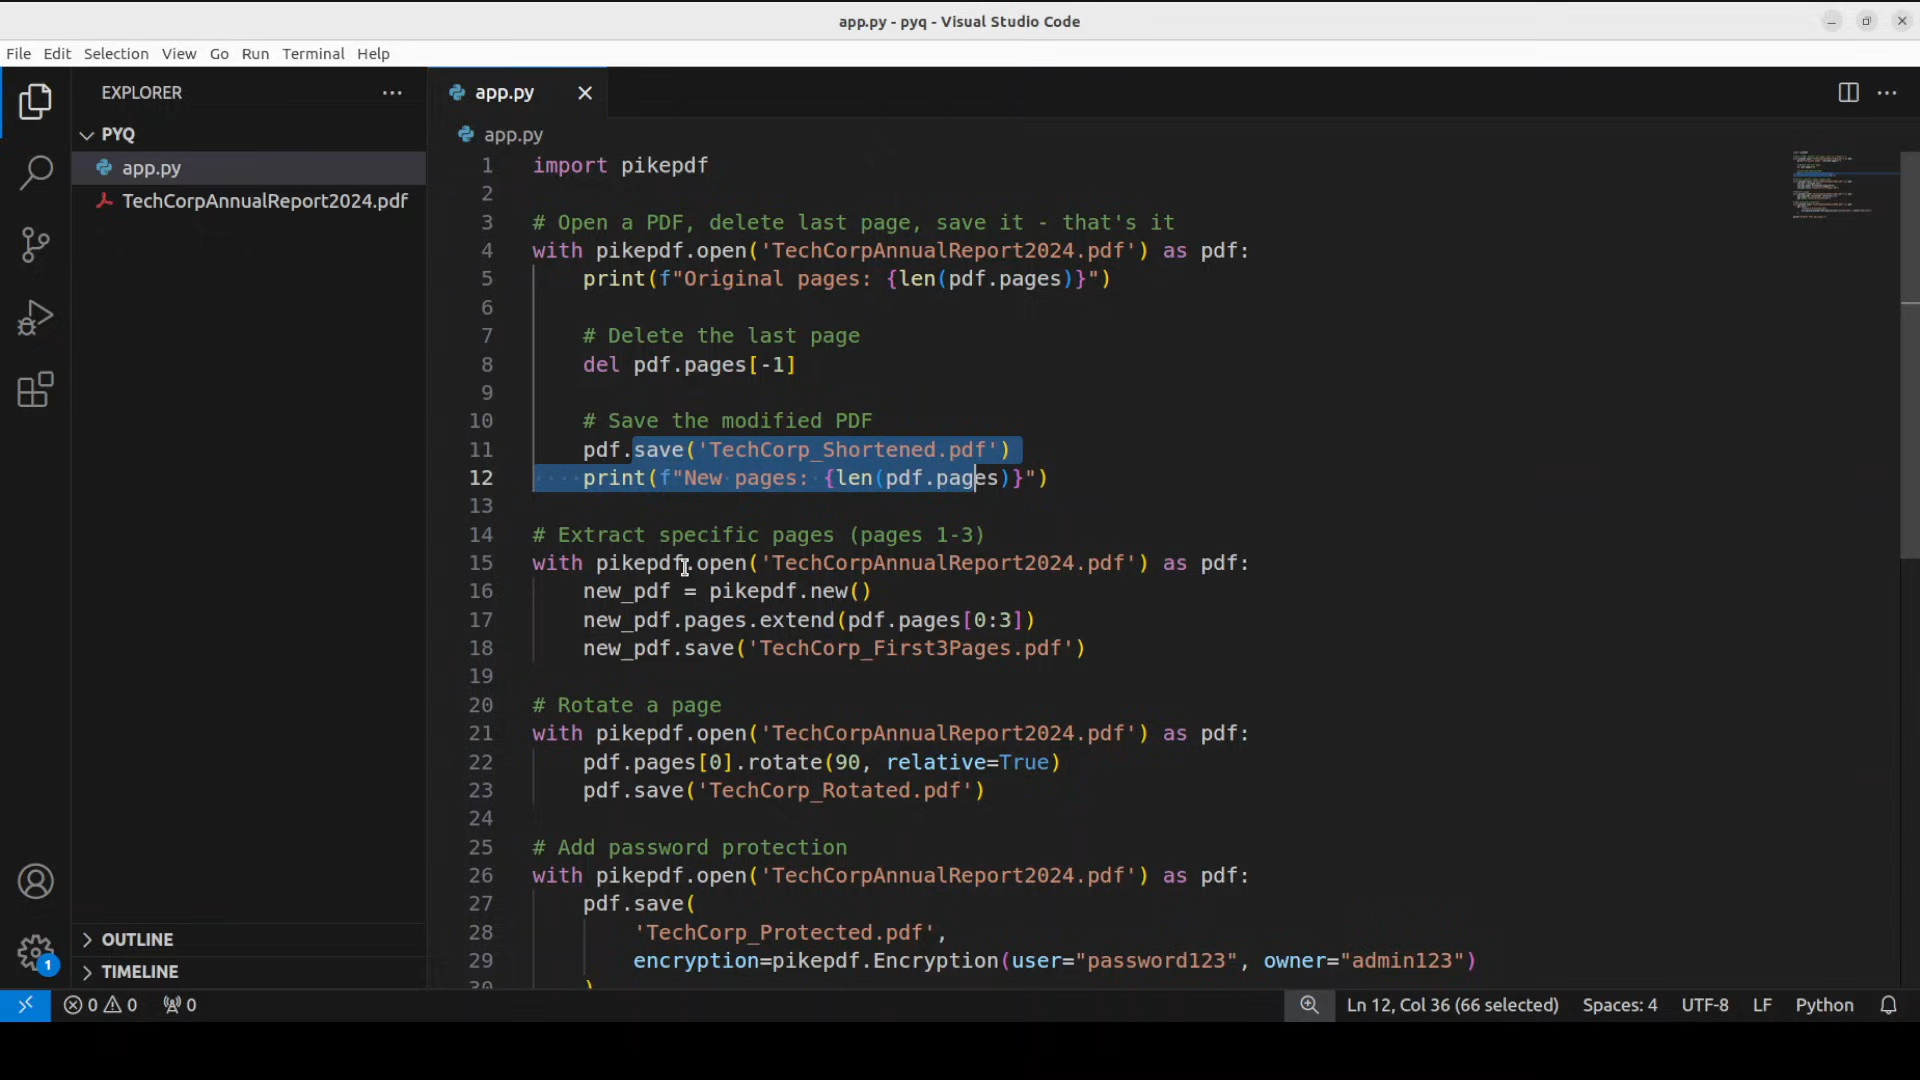 app.py - pyq - Visual Studio Code
File Edit Selection View Go Run Terminal Help
EXPLORER
PYQ
app.py
TechCorpAnnualReport2024.pdf
OUTLINE
TIMELINE
app.py
app.py
1 import pikepdf
2
3 # Open a PDF, delete last page, save it - that's it
4 with pikepdf.open('TechCorpAnnualReport2024.pdf') as pdf:
5     print(f"Original pages: {len(pdf.pages)}")
6
7     # Delete the last page
8     del pdf.pages[-1]
9
10     # Save the modified PDF
11     pdf.save('TechCorp_Shortened.pdf')
12     print(f"New pages: {len(pdf.pages)}")
13
14 # Extract specific pages (pages 1-3)
15 with pikepdf.open('TechCorpAnnualReport2024.pdf') as pdf:
16     new_pdf = pikepdf.new()
17     new_pdf.pages.extend(pdf.pages[0:3])
18     new_pdf.save('TechCorp_First3Pages.pdf')
19
20 # Rotate a page
21 with pikepdf.open('TechCorpAnnualReport2024.pdf') as pdf:
22     pdf.pages[0].rotate(90, relative=True)
23     pdf.save('TechCorp_Rotated.pdf')
24
25 # Add password protection
26 with pikepdf.open('TechCorpAnnualReport2024.pdf') as pdf:
27     pdf.save(
28         'TechCorp_Protected.pdf',
29         encryption=pikepdf.Encryption(user="password123", owner="admin123")
30     )
1
0 0 0 Ln 12, Col 36 (66 selected) Spaces: 4 UTF-8 LF Python